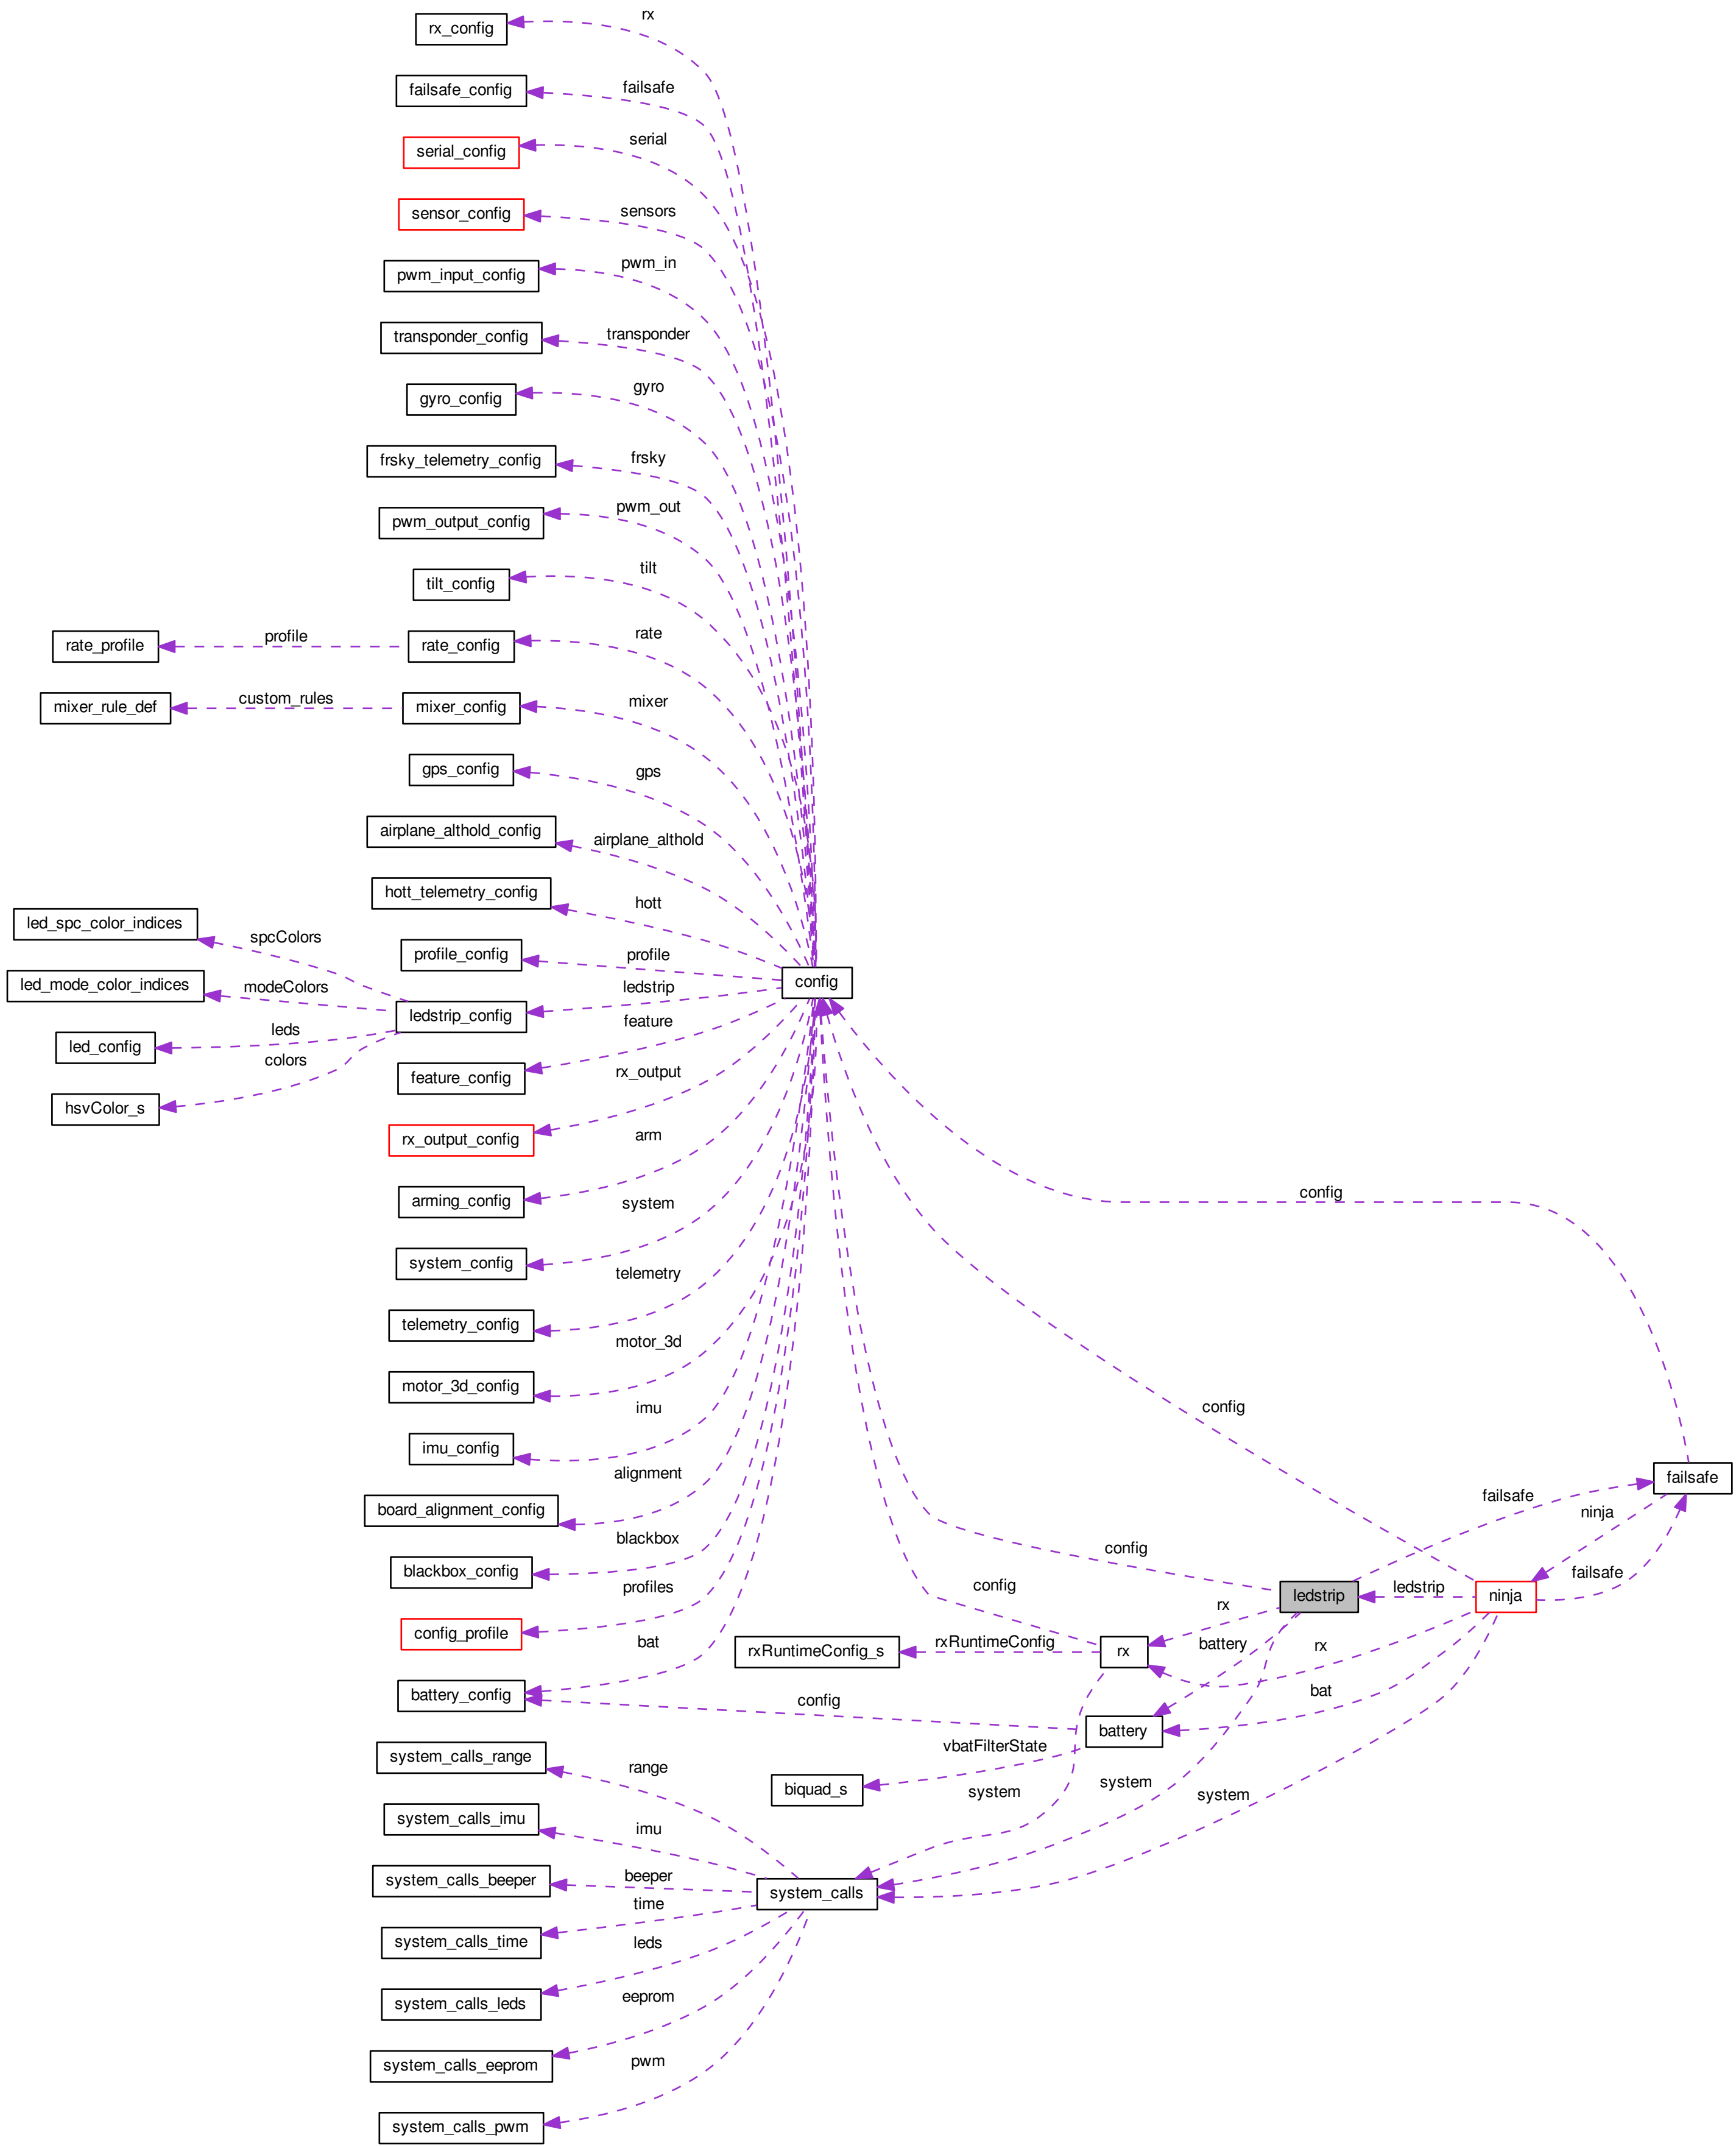 rx_config
rx
failsafe_config
failsafe
serial_config
serial
sensor_config
sensors
pwm_input_config
pwm_in
transponder_config
transponder
gyro_config
gyro
frsky_telemetry_config
frsky
pwm_output_config
pwm_out
tilt_config
tilt
rate_profile
profile
rate_config
rate
mixer_rule_def
custom_rules
mixer_config
mixer
gps_config
gps
airplane_althold_config
airplane_althold
hott_telemetry_config
hott
led_spc_color_indices
spcColors
profile_config
profile
config
led_mode_color_indices
modeColors
ledstrip_config
ledstrip
led_config
leds
feature_config
feature
hsvColor_s
colors
rx_output_config
rx_output
arming_config
arm
system_config
system
config
telemetry_config
telemetry
motor_3d_config
motor_3d
imu_config
imu
config
board_alignment_config
alignment
failsafe
failsafe
ninja
blackbox_config
blackbox
config
config
profiles
ledstrip
ledstrip
ninja
failsafe
config_profile
rx
battery
rx
bat
rxRuntimeConfig_s
rxRuntimeConfig
rx
battery_config
config
bat
battery
vbatFilterState
biquad_s
system
system
system
system_calls_range
range
system_calls_imu
imu
system_calls_beeper
beeper
system_calls
system_calls_time
time
system_calls_leds
leds
system_calls_eeprom
eeprom
system_calls_pwm
pwm